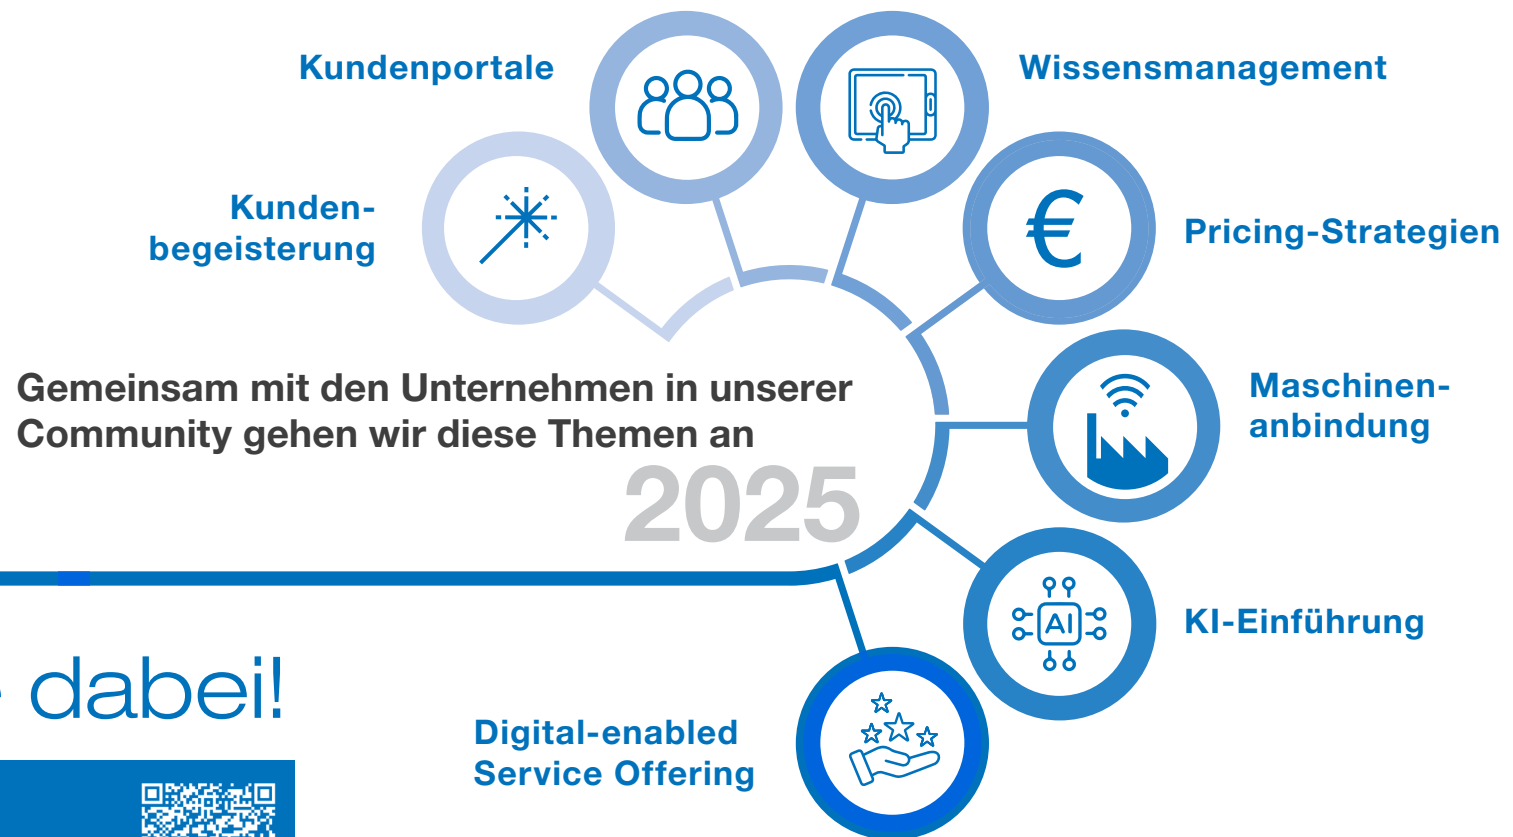 Kundenportale
Wissensmanagement
Kunden-
begeisterung
€
Pricing-Strategien
Gemeinsam mit den Unternehmen in unserer
Community gehen wir diese Themen an
2025
Maschinen-
anbindung
AI
KI-Einführung
dabei!
Digital-enabled
Service Offering